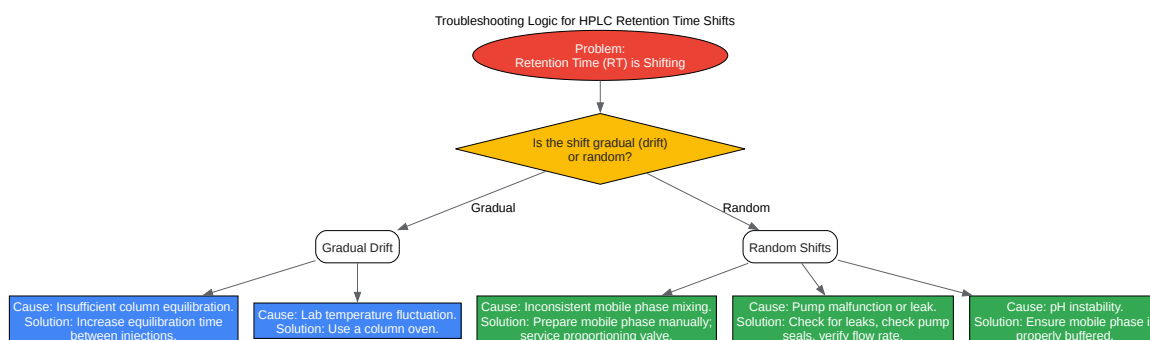 Troubleshooting Logic for HPLC Retention Time Shifts
Problem:
Retention Time (RT) is Shifting
Is the shift gradual (drift)
or random?
Gradual
Random
Gradual Drift
Random Shifts
Cause: Insufficient column equilibration.
Solution: Increase equilibration time
between injections.
Cause: Lab temperature fluctuation.
Solution: Use a column oven.
Cause: Inconsistent mobile phase mixing.
Solution: Prepare mobile phase manually;
service proportioning valve.
Cause: Pump malfunction or leak.
Solution: Check for leaks, check pump
seals, verify flow rate.
Cause: pH instability.
Solution: Ensure mobile phase i
properly buffered.